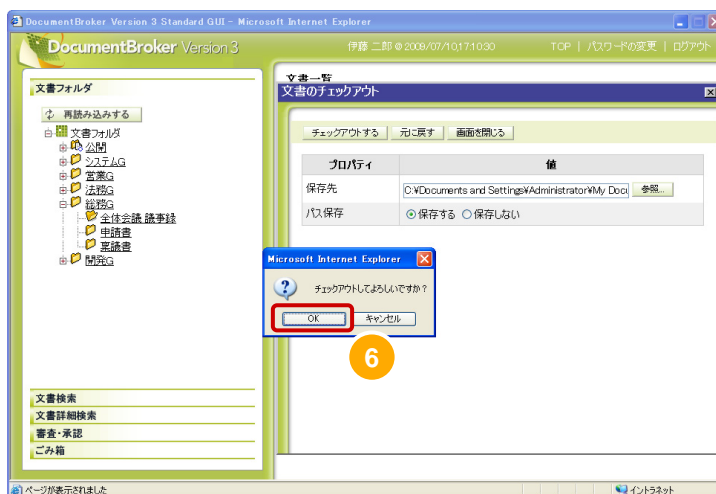 DocumentBroker Version 3 Standard GUI - Microsoft Internet Explorer
DocumentBroker Version 3
伊藤 二郎 @ 2009/07/10,17:10:30
TOP | パスワードの変更 | ログアウト
文書フォルダ
再読み込みする
文書フォルダ
公開
システムG
営業G
法務G
総務G
全体会議 議事録
申請書
稟議書
開発G
文書検索
文書詳細検索
審査・承認
ごみ箱
文書一覧
文書のチェックアウト
チェックアウトする 元に戻す 画面を閉じる
プロパティ 値
保存先 C:¥Documents and Settings¥Administrator¥My Docu 参照...
パス保存 保存する 保存しない
Microsoft Internet Explorer
チェックアウトしてよろしいですか?
OK キャンセル
6
ページが表示されました
イントラネット